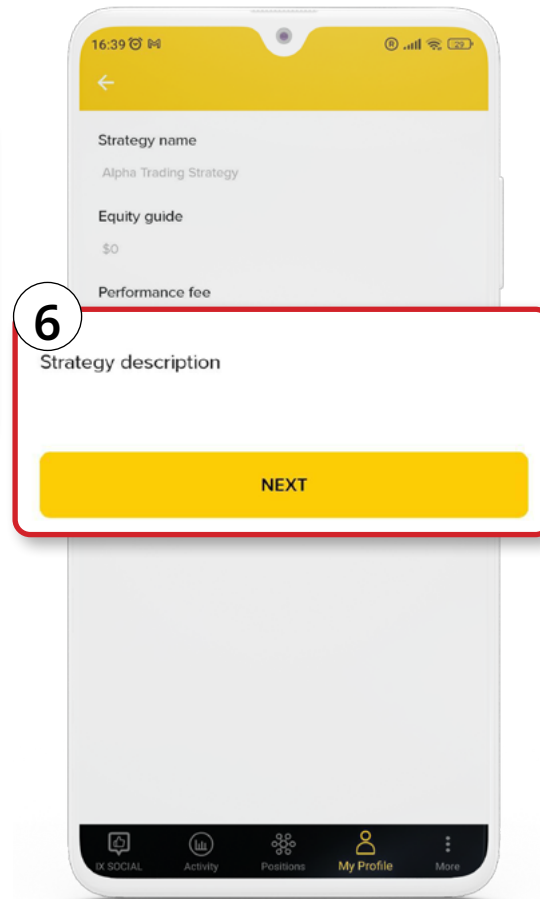 16:39
29
Strategy name
Alpha Trading Strategy
Equity guide
$0
Performance fee
6
Strategy description
NEXT
IX SOCIAL
Activity
Positions
My Profile
More